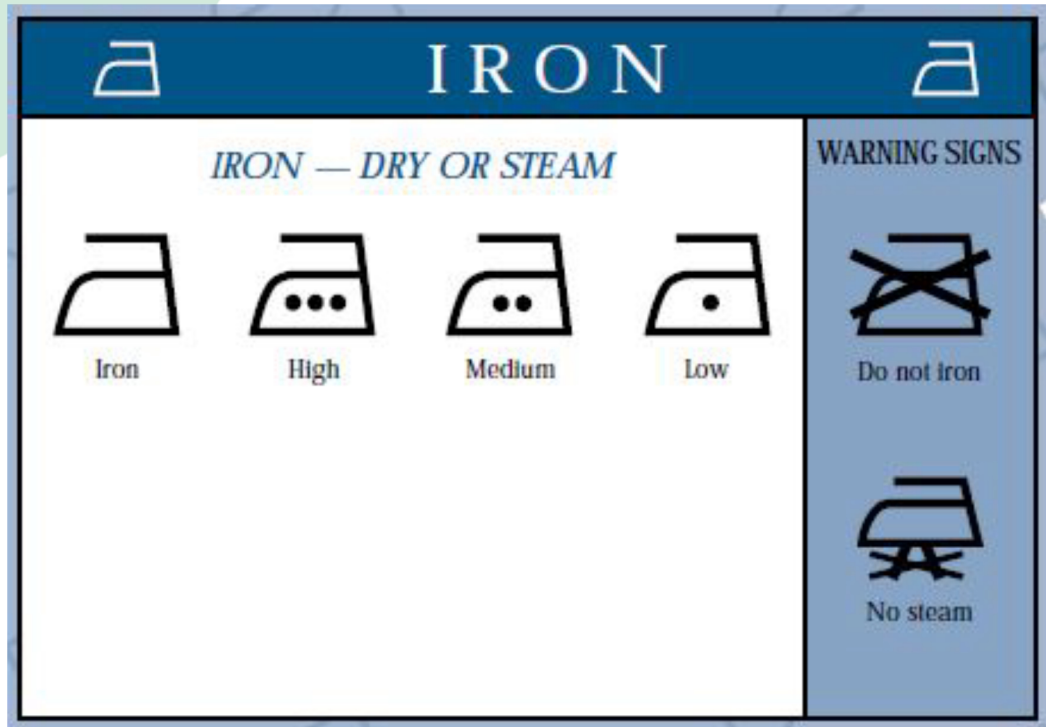 IRON
IRON — DRY OR STEAM
Iron
High
Medium
Low
WARNING SIGNS
Do not iron
No steam